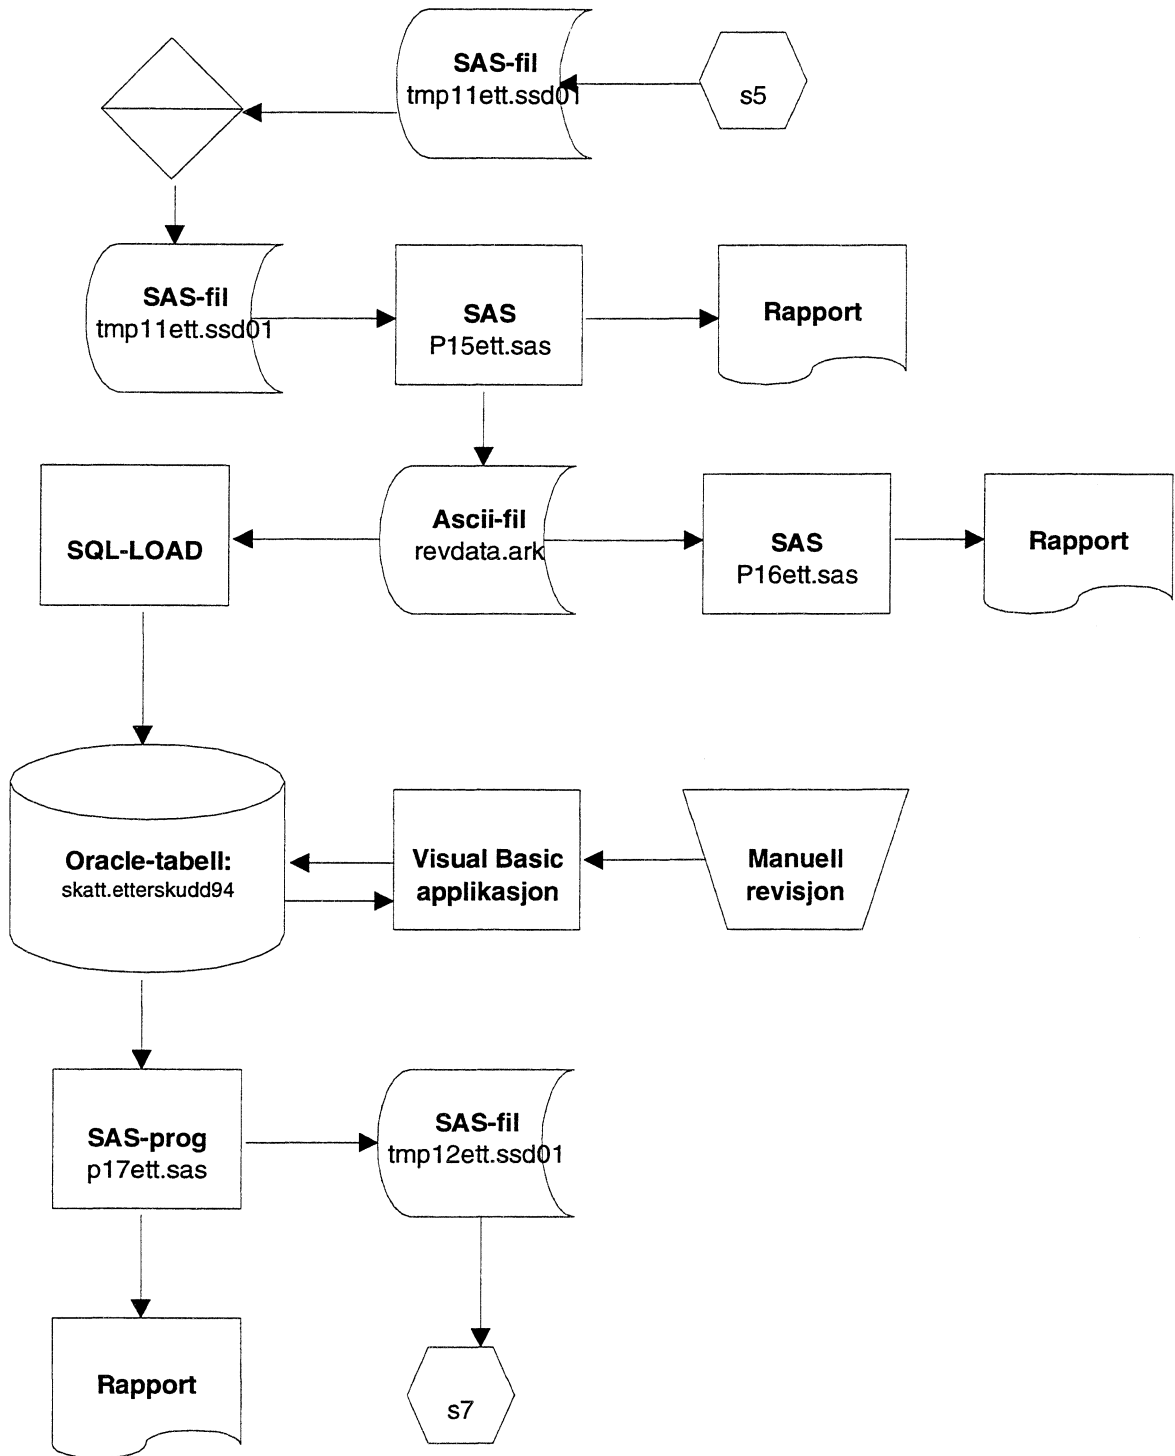 SAS-fil
tmp11ett.ssd01
s5
SAS-fil
tmp11ett.ssd01
SAS
P15ett.sas
Rapport
SQL-LOAD
Ascii-fil
revdata.ark
SAS
P16ett.sas
Rapport
Oracle-tabell:
skatt.etterskudd94
Visual Basic
applikasjon
Manuell
revisjon
SAS-prog
p17ett.sas
SAS-fil
tmp12ett.ssd01
Rapport
s7